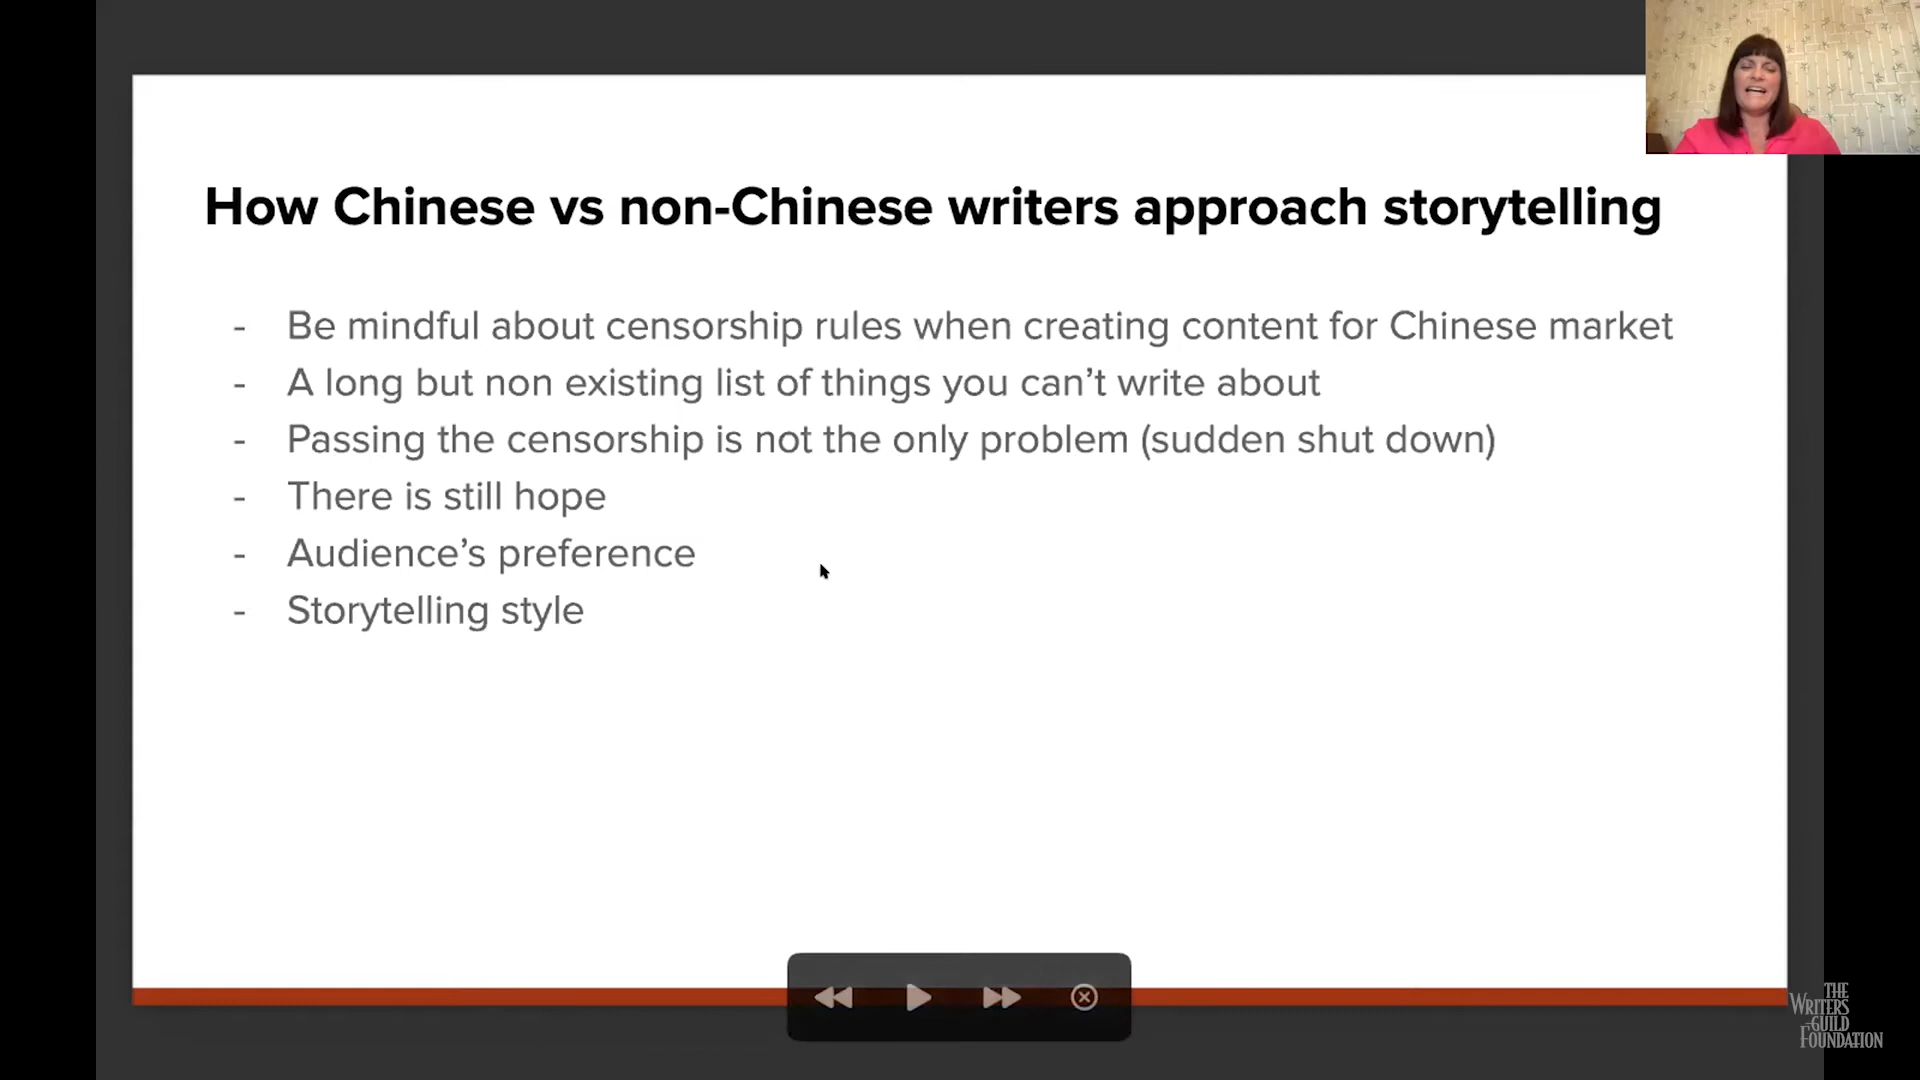 How Chinese vs non-Chinese writers approach storytelling
- Be mindful about censorship rules when creating content for Chinese market
- A long but non existing list of things you can’t write about
- Passing the censorship is not the only problem (sudden shut down)
- There is still hope
- Audience’s preference
- Storytelling style
THE
WRITERS
GUILD
FOUNDATION